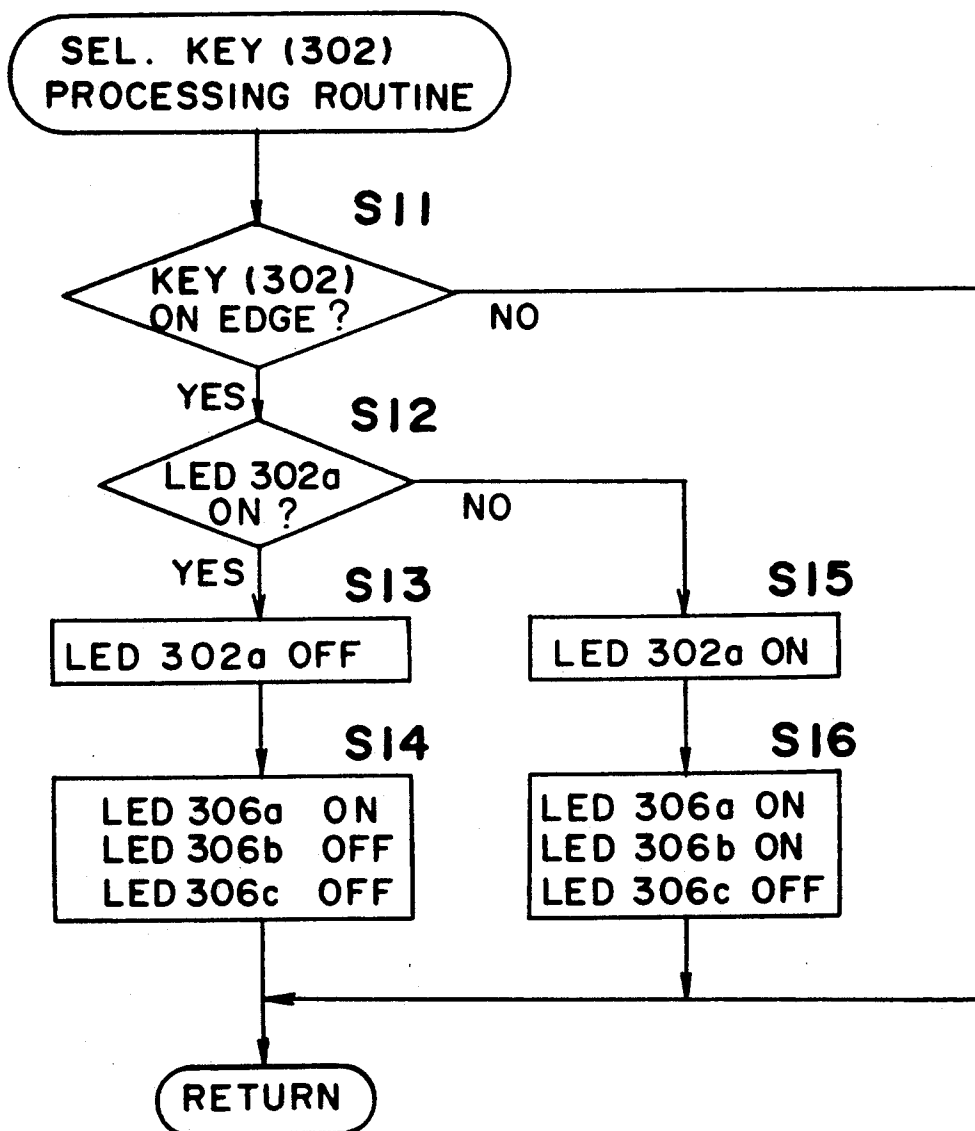 SEL. KEY (302)
PROCESSING ROUTINE
S11
KEY (302)
ON EDGE ?
NO
YES
S12
LED 302a
ON ?
NO
YES
S13
LED 302a OFF
S15
LED 302a ON
S14
LED 306a ON
LED 306b OFF
LED 306c OFF
S16
LED 306a ON
LED 306b ON
LED 306c OFF
RETURN